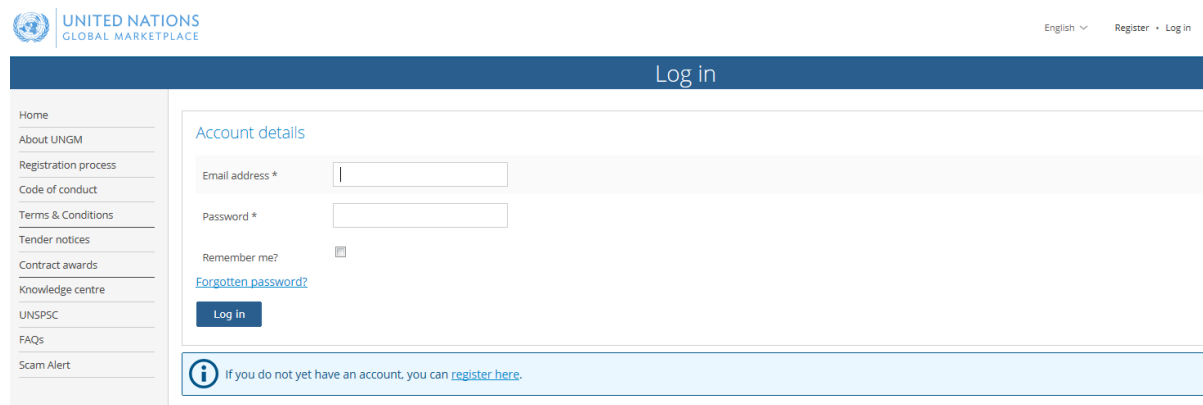 UNITED NATIONS
GLOBAL MARKETPLACE
English
Register • Log in
Log in
Home
About UNGM
Registration process
Code of conduct
Terms & Conditions
Tender notices
Contract awards
Knowledge centre
UNSPSC
FAQs
Scam Alert
Account details
Email address *
Password *
Remember me?
Forgotten password?
Log in
If you do not yet have an account, you can register here.